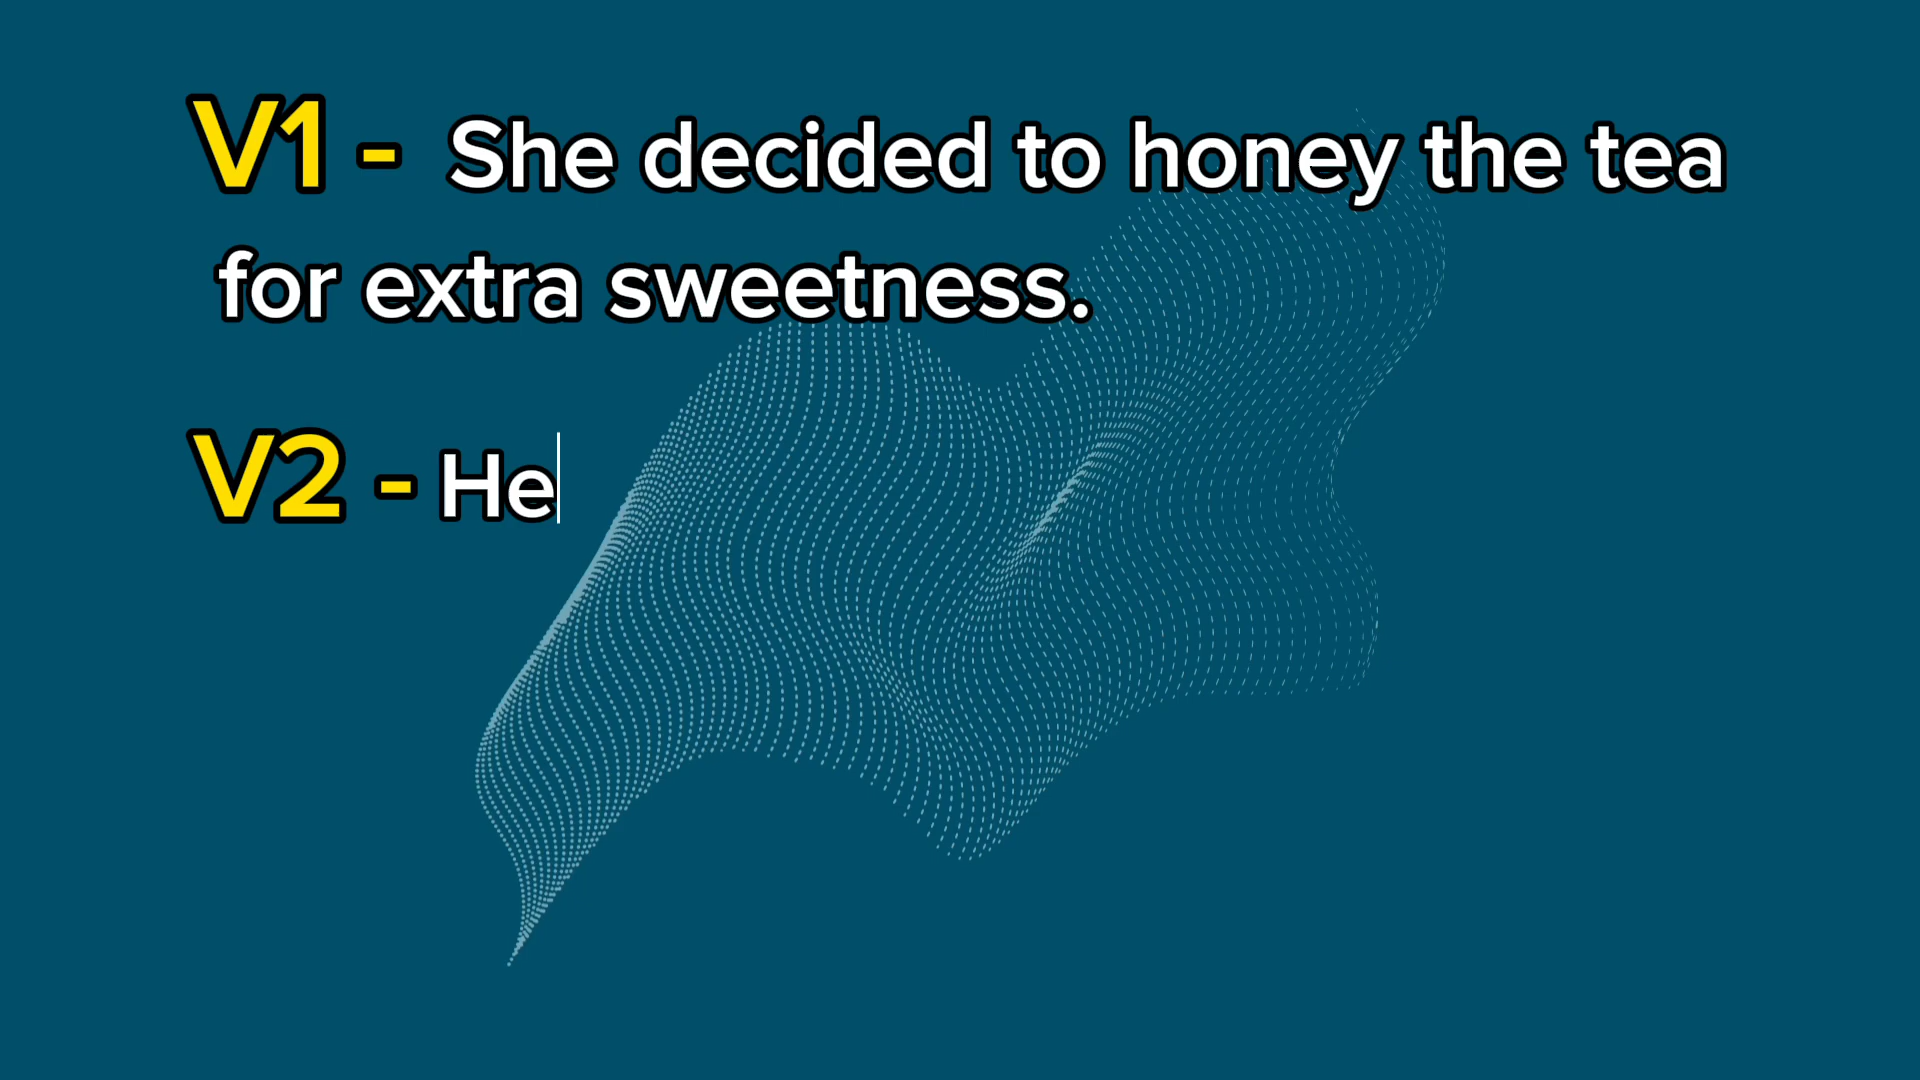 V1 - She decided to honey the tea
for extra sweetness.
V2 - He